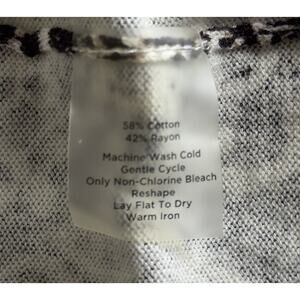 58% Cotton
42% Rayon
Machine Wash Cold
Gentle Cycle
Only Non-Chlorine Bleach
Reshape
Lay Flat To Dry
Warm Iron